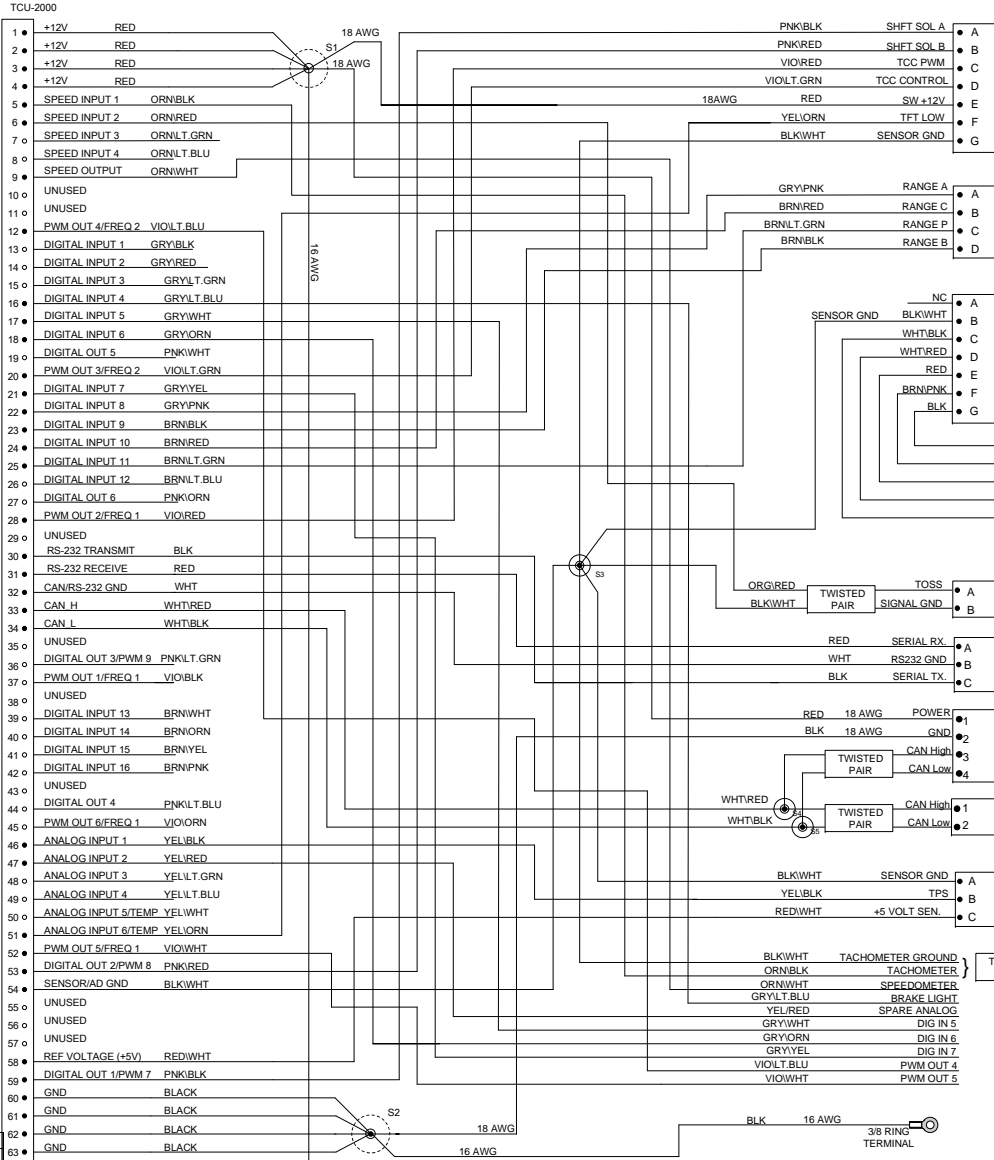 TCU-2000
1 +12V RED
2 +12V RED
3 +12V RED
4 +12V RED
5 SPEED INPUT 1 ORN\BLK
6 SPEED INPUT 2 ORN\RED
7 SPEED INPUT 3 ORN\LT.GRN
8 SPEED INPUT 4 ORN\LT.BLU
9 SPEED OUTPUT ORN\WHT
10 UNUSED
11 UNUSED
12 PWM OUT 4/FREQ 2 VIO\LT.BLU
13 DIGITAL INPUT 1 GRY\BLK
14 DIGITAL INPUT 2 GRY\RED
15 DIGITAL INPUT 3 GRY\LT.GRN
16 DIGITAL INPUT 4 GRY\LT.BLU
17 DIGITAL INPUT 5 GRY\WHT
18 DIGITAL INPUT 6 GRY\ORN
19 DIGITAL OUT 5 PNK\WHT
20 PWM OUT 3/FREQ 2 VIO\LT.GRN
21 DIGITAL INPUT 7 GRY\YEL
22 DIGITAL INPUT 8 GRY\PNK
23 DIGITAL INPUT 9 BRN\BLK
24 DIGITAL INPUT 10 BRN\RED
25 DIGITAL INPUT 11 BRN\LT.GRN
26 DIGITAL INPUT 12 BRN\LT.BLU
27 DIGITAL OUT 6 PNK\ORN
28 PWM OUT 2/FREQ 1 VIO\RED
29 UNUSED
30 RS-232 TRANSMIT BLK
31 RS-232 RECEIVE RED
32 CAN/RS-232 GND WHT
33 CAN_H WHT\RED
34 CAN_L WHT\BLK
35 UNUSED
36 DIGITAL OUT 3/PWM 9 PNK\LT.GRN
37 PWM OUT 1/FREQ 1 VIO\BLK
38 UNUSED
39 DIGITAL INPUT 13 BRN\WHT
40 DIGITAL INPUT 14 BRN\ORN
41 DIGITAL INPUT 15 BRN\YEL
42 DIGITAL INPUT 16 BRN\PNK
43 UNUSED
44 DIGITAL OUT 4 PNK\LT.BLU
45 PWM OUT 6/FREQ 1 VIO\ORN
46 ANALOG INPUT 1 YEL\BLK
47 ANALOG INPUT 2 YEL\RED
48 ANALOG INPUT 3 YEL\LT.GRN
49 ANALOG INPUT 4 YEL\LT.BLU
50 ANALOG INPUT 5/TEMP YEL\WHT
51 ANALOG INPUT 6/TEMP YEL\ORN
52 PWM OUT 5/FREQ 1 VIO\WHT
53 DIGITAL OUT 2/PWM 8 PNK\RED
54 SENSOR/AD GND BLK\WHT
55 UNUSED
56 UNUSED
57 UNUSED
58 REF VOLTAGE (+5V) RED\WHT
59 DIGITAL OUT 1/PWM 7 PNK\BLK
60 GND BLACK
61 GND BLACK
62 GND BLACK
63 GND BLACK
S1
18 AWG
18 AWG
16 AWG
S2
18 AWG
16 AWG
S3
PNK\BLK SHFT SOL A A
PNK\RED SHFT SOL B B
VIO\RED TCC PWM C
VIO\LT.GRN TCC CONTROL D
18AWG RED SW +12V E
YEL\ORN TFT LOW F
BLK\WHT SENSOR GND G
GRY\PNK RANGE A A
BRN\RED RANGE C B
BRN\LT.GRN RANGE P C
BRN\BLK RANGE B D
NC A
SENSOR GND BLK\WHT B
WHT\BLK C
WHT\RED D
RED E
BRN\PNK F
BLK G
ORG\RED TWISTED PAIR TOSS A
BLK\WHT SIGNAL GND B
RED SERIAL RX. A
WHT RS232 GND B
BLK SERIAL TX. C
RED 18 AWG POWER 1
BLK 18 AWG GND 2
TWISTED PAIR CAN High 3
CAN Low 4
WHT\RED S4 TWISTED PAIR CAN High 1
WHT\BLK S5 CAN Low 2
BLK\WHT SENSOR GND A
YEL\BLK TPS B
RED\WHT +5 VOLT SEN. C
BLK\WHT TACHOMETER GROUND
ORN\BLK TACHOMETER
} T
ORN\WHT SPEEDOMETER
GRY\LT.BLU BRAKE LIGHT
YEL/RED SPARE ANALOG
GRY\WHT DIG IN 5
GRY\ORN DIG IN 6
GRY\YEL DIG IN 7
VIO\LT.BLU PWM OUT 4
VIO\WHT PWM OUT 5
BLK 16 AWG
3/8 RING
TERMINAL